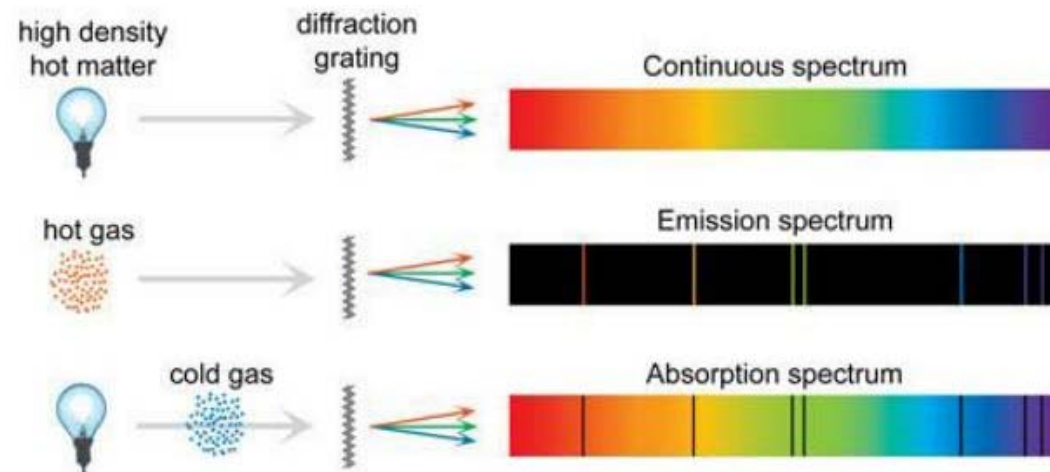 high density
hot matter
diffraction
grating
Continuous spectrum
hot gas
Emission spectrum
cold gas
Absorption spectrum